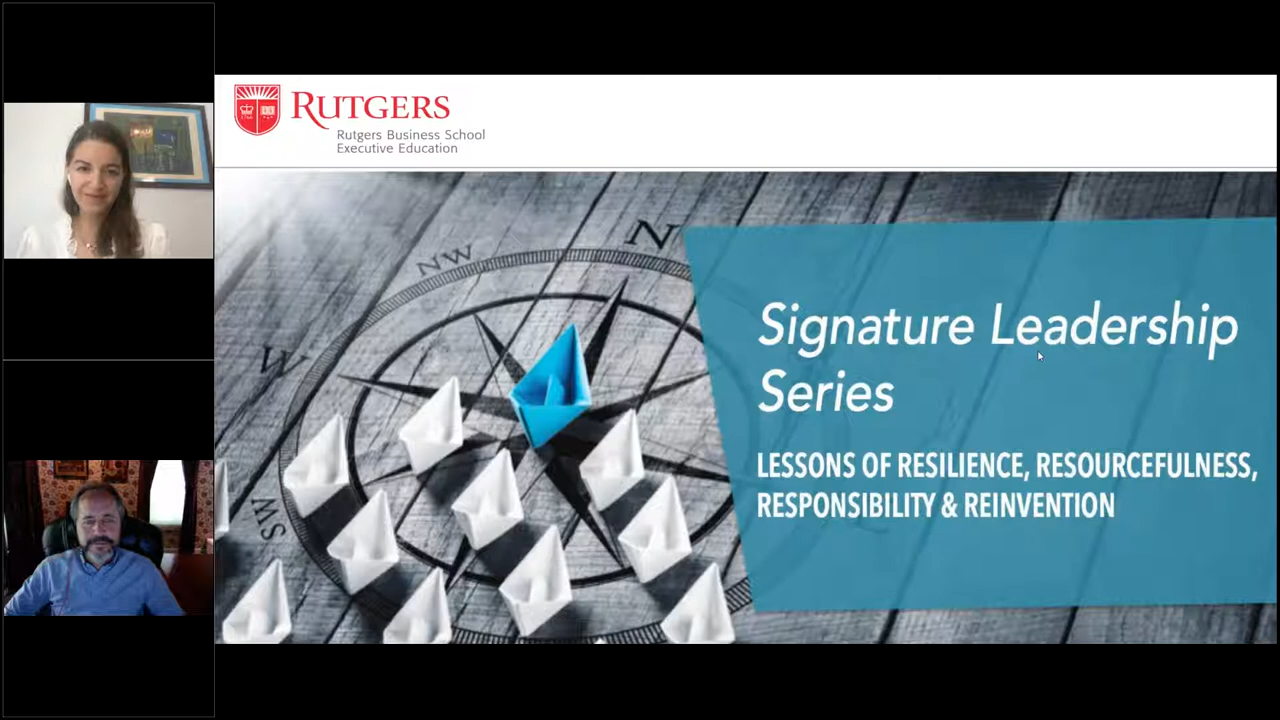 RUTGERS
Rutgers Business School
Executive Education
N
NW
W
SW
Signature Leadership
Series
LESSONS OF RESILIENCE, RESOURCEFULNESS,
RESPONSIBILITY & REINVENTION